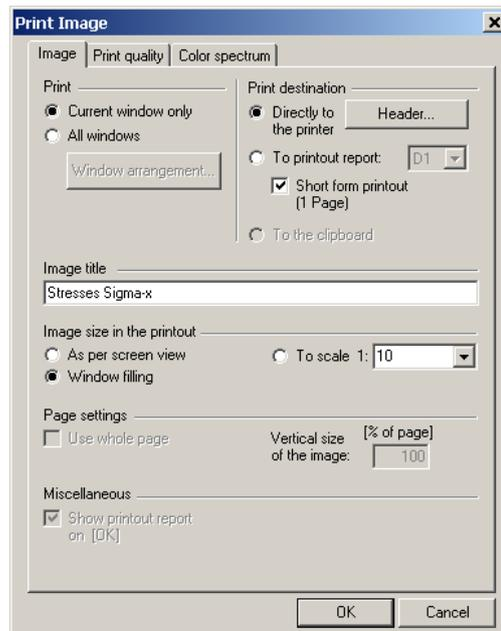 Print Image
Image Print quality Color spectrum
Print
Current window only
All windows
Window arrangement...
Print destination
Directly to
the printer
Header...
To printout report: D1
Short form printout
(1 Page)
To the clipboard
Image title
Stresses Sigma-x
Image size in the printout
As per screen view
To scale 1: 10
Window filling
Page settings
Use whole page
Vertical size
of the image:
[% of page]
100
Miscellaneous
Show printout report
on [OK]
OK Cancel